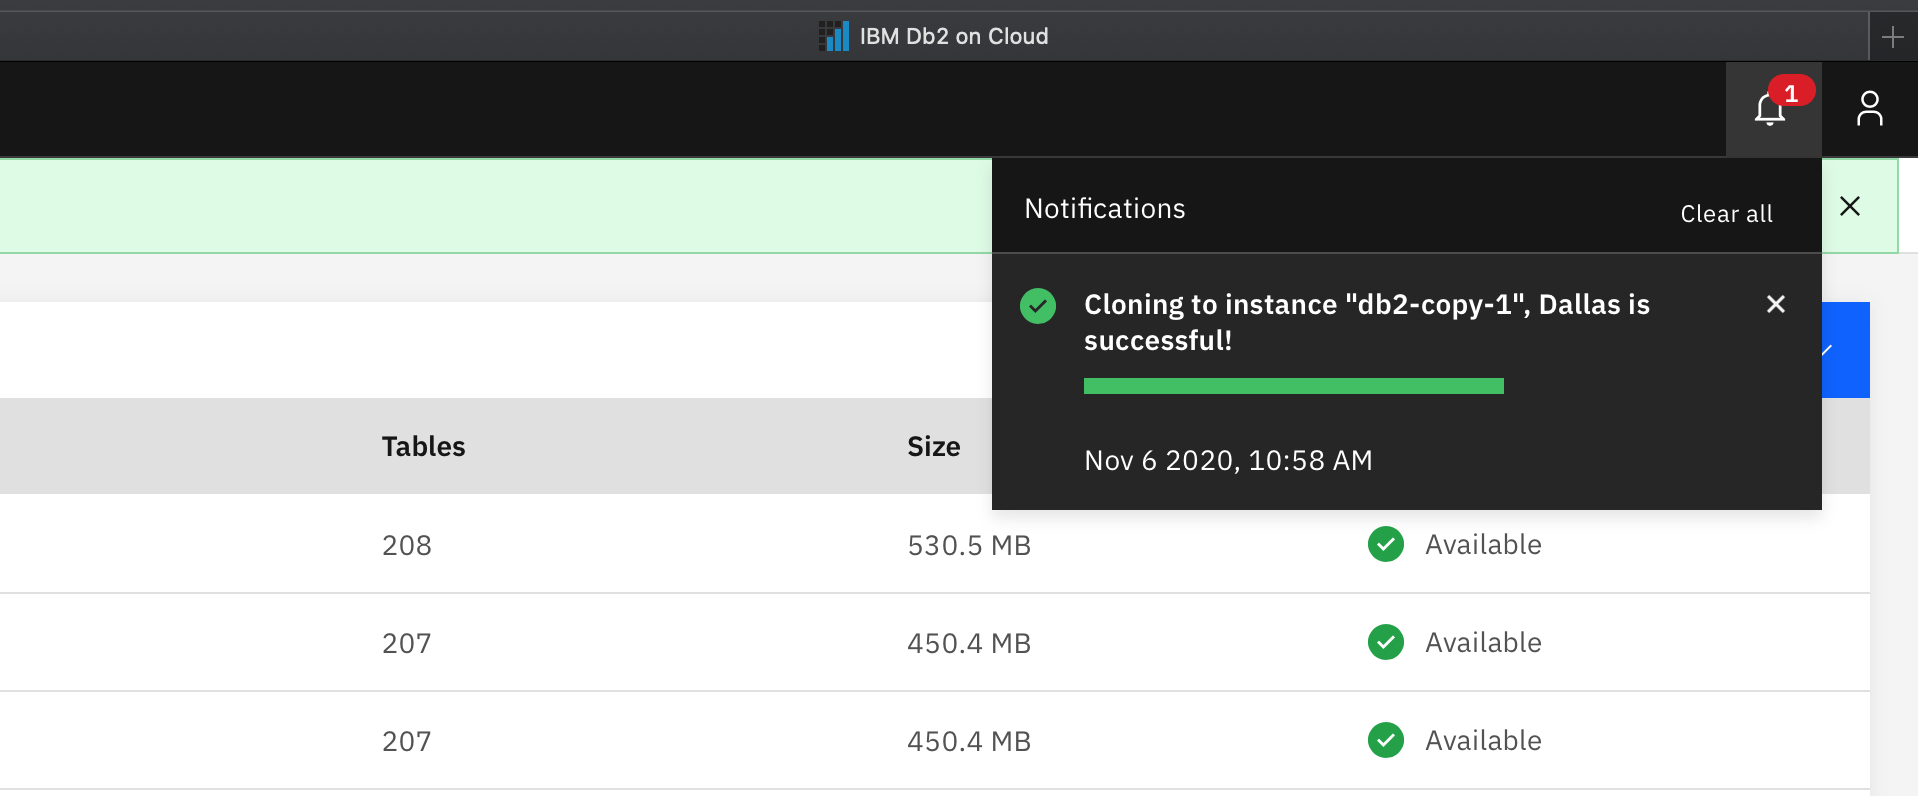 IBM Db2 on Cloud
1
Notifications
Clear all
Cloning to instance "db2-copy-1", Dallas is
successful!
Nov 6 2020, 10:58 AM
Tables Size
208 530.5 MB Available
207 450.4 MB Available
207 450.4 MB Available